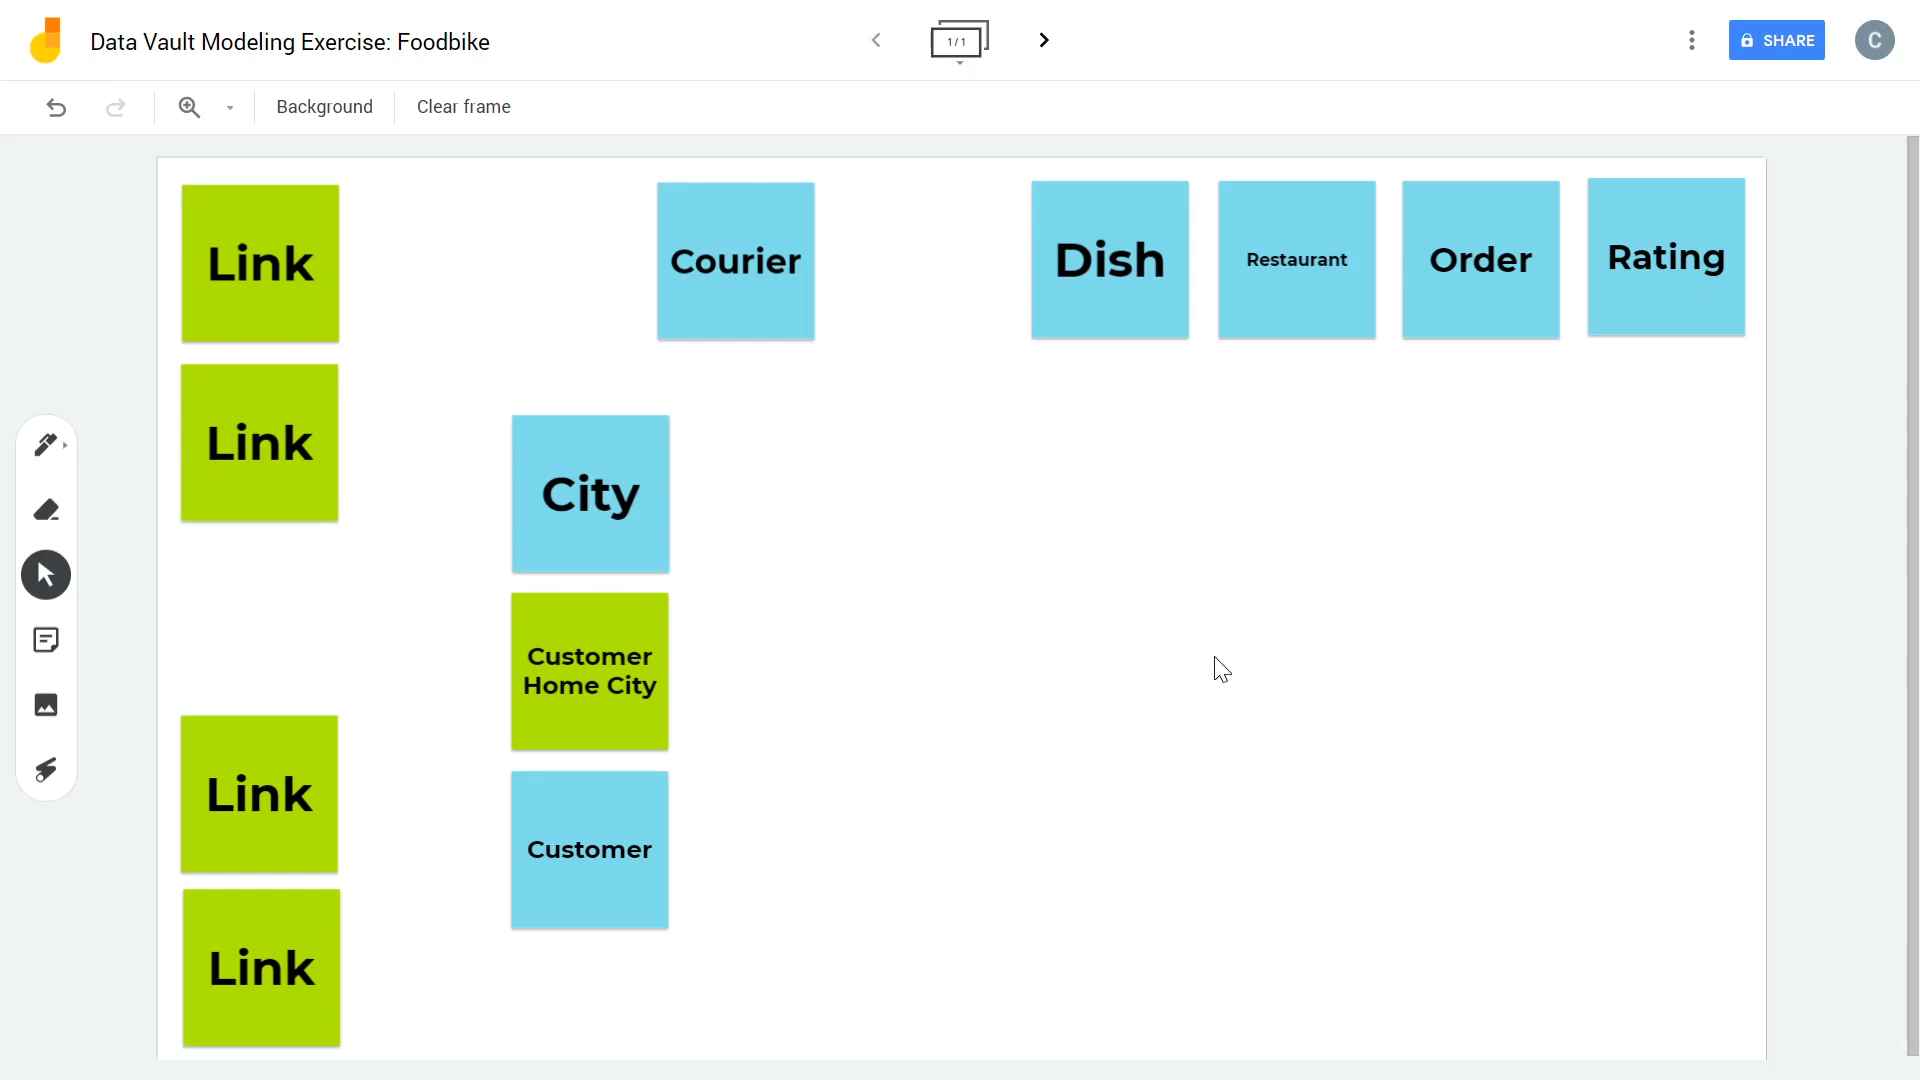 Data Vault Modeling Exercise: Foodbike
1/1
SHARE
C
Background
Clear frame
Link
Courier
Dish
Restaurant
Order
Rating
Link
City
Customer
Home City
Link
Customer
Link